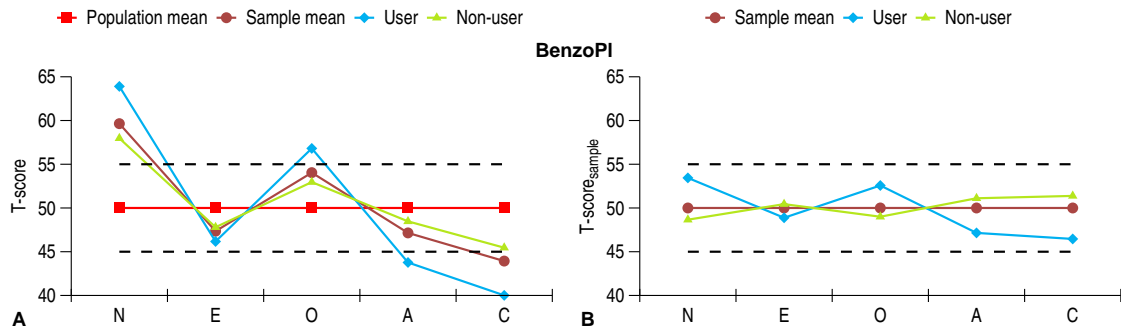 Population mean Sample mean User Non-user
Sample mean User Non-user
BenzoPI
T-score
65
60
55
50
45
40
N E O A C
A
T-score_sample
65
60
55
50
45
40
N E O A C
B